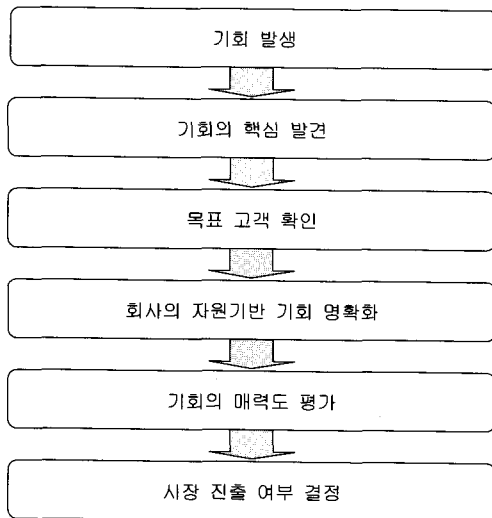 기회 발생
기회의 핵심 발견
목표 고객 확인
회사의 자원기반 기회 명확화
기회의 매력도 평가
시장 진출 여부 결정